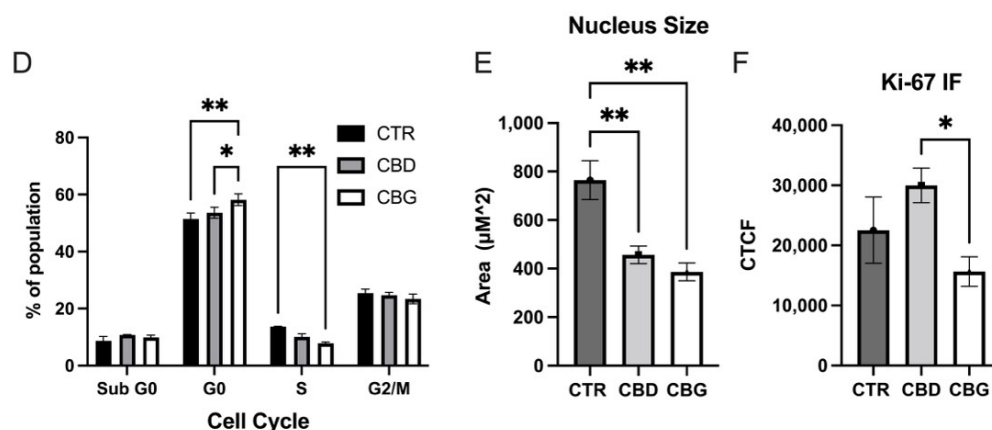 D
**
*
**
CTR
CBD
CBG
80
60
40
20
0
% of population
Sub G0
G0
S
G2/M
Cell Cycle
E
Nucleus Size
**
**
1,000
800
600
400
200
0
Area (µM^2)
CTR
CBD
CBG
F
Ki-67 IF
*
40,000
30,000
20,000
10,000
0
CTCF
CTR
CBD
CBG